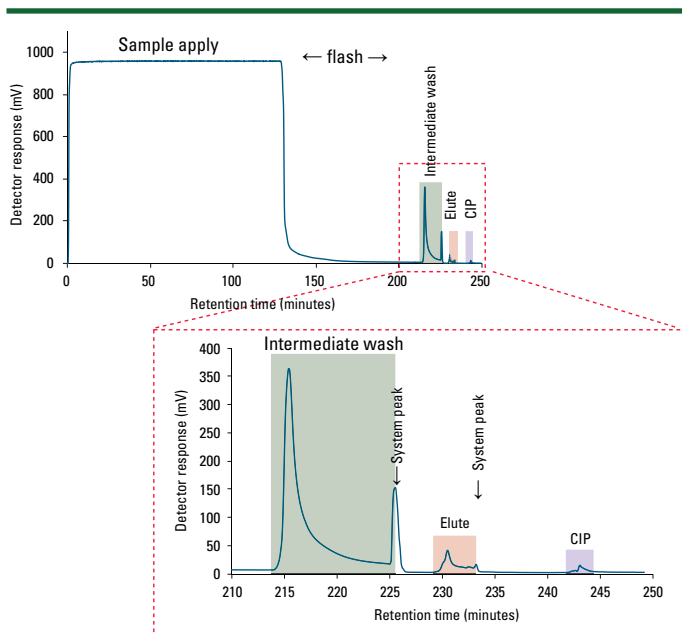 Sample apply
← flash →
Intermediate wash
Elute
CIP
Detector response (mV)
1000
800
600
400
200
0
0 50 100 150 200 250
Retention time (minutes)
Intermediate wash
System peak
System peak
Elute
CIP
Detector response (mV)
400
350
300
250
200
150
100
50
00
210 215 220 225 230 235 240 245 250
Retention time (minutes)